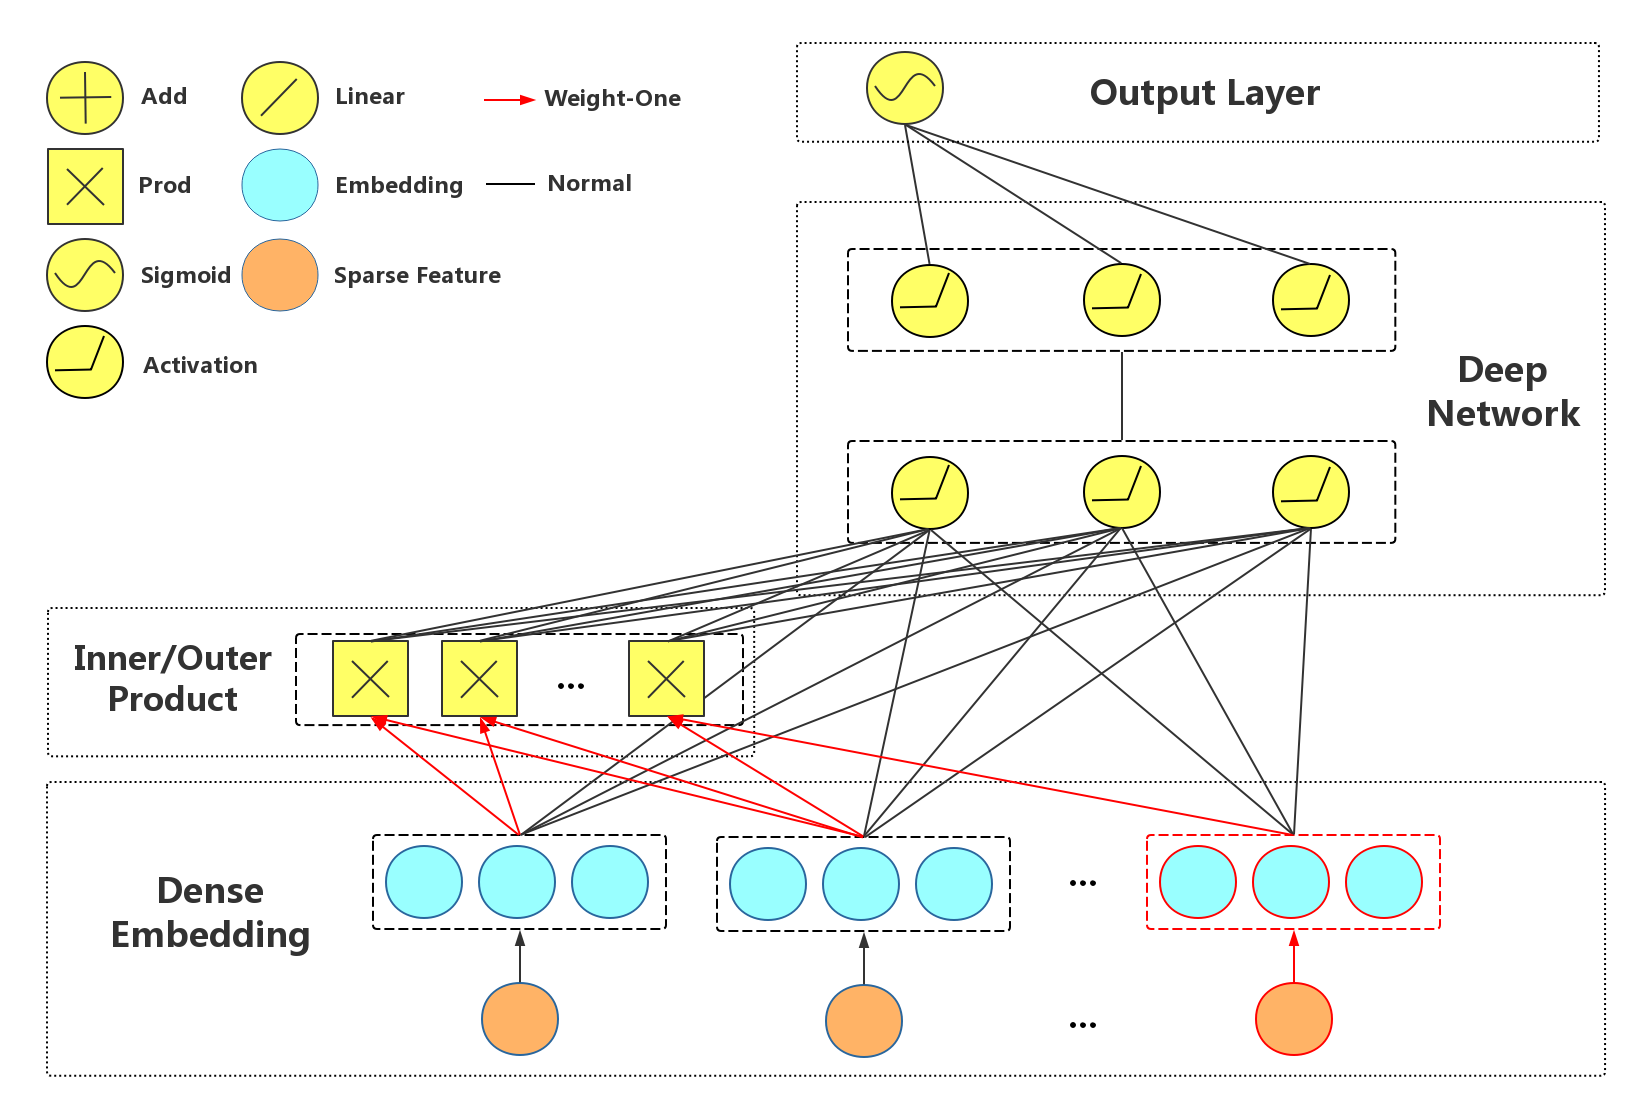 Add
Linear
Weight-One
Prod
Embedding
Normal
Sigmoid
Sparse Feature
Activation
Output Layer
Deep
Network
Inner/Outer
Product
...
Dense
Embedding
...
...